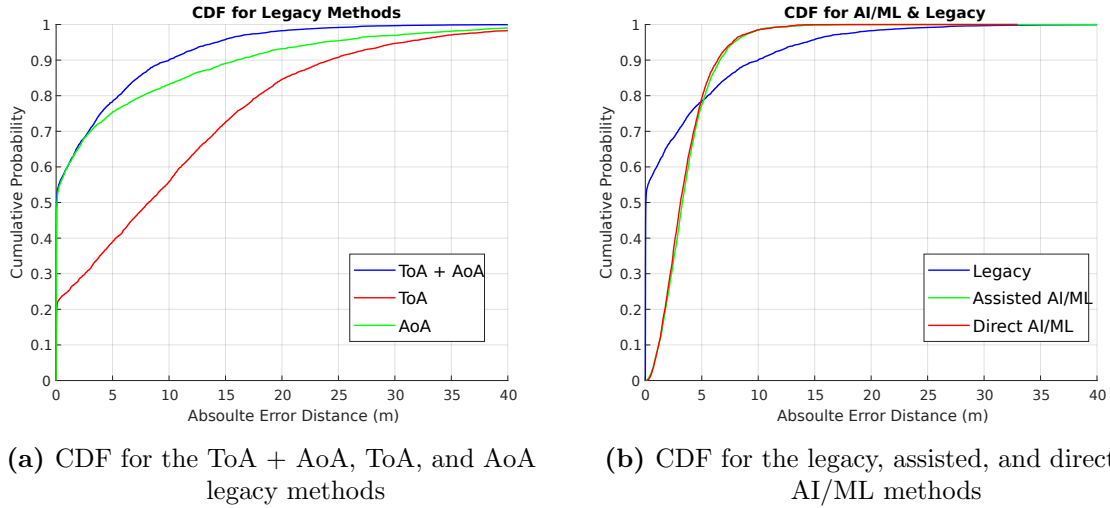 CDF for Legacy Methods
1
0.9
0.8
0.7
0.6
0.5
0.4
0.3
0.2
0.1
0
Cumulative Probability
ToA + AoA
ToA
AoA
0 5 10 15 20 25 30 35 40
Absoulte Error Distance (m)
(a) CDF for the ToA + AoA, ToA, and AoA
legacy methods
CDF for AI/ML & Legacy
1
0.9
0.8
0.7
0.6
0.5
0.4
0.3
0.2
0.1
0
Cumulative Probability
Legacy
Assisted AI/ML
Direct AI/ML
0 5 10 15 20 25 30 35 40
Absoulte Error Distance (m)
(b) CDF for the legacy, assisted, and direct
AI/ML methods